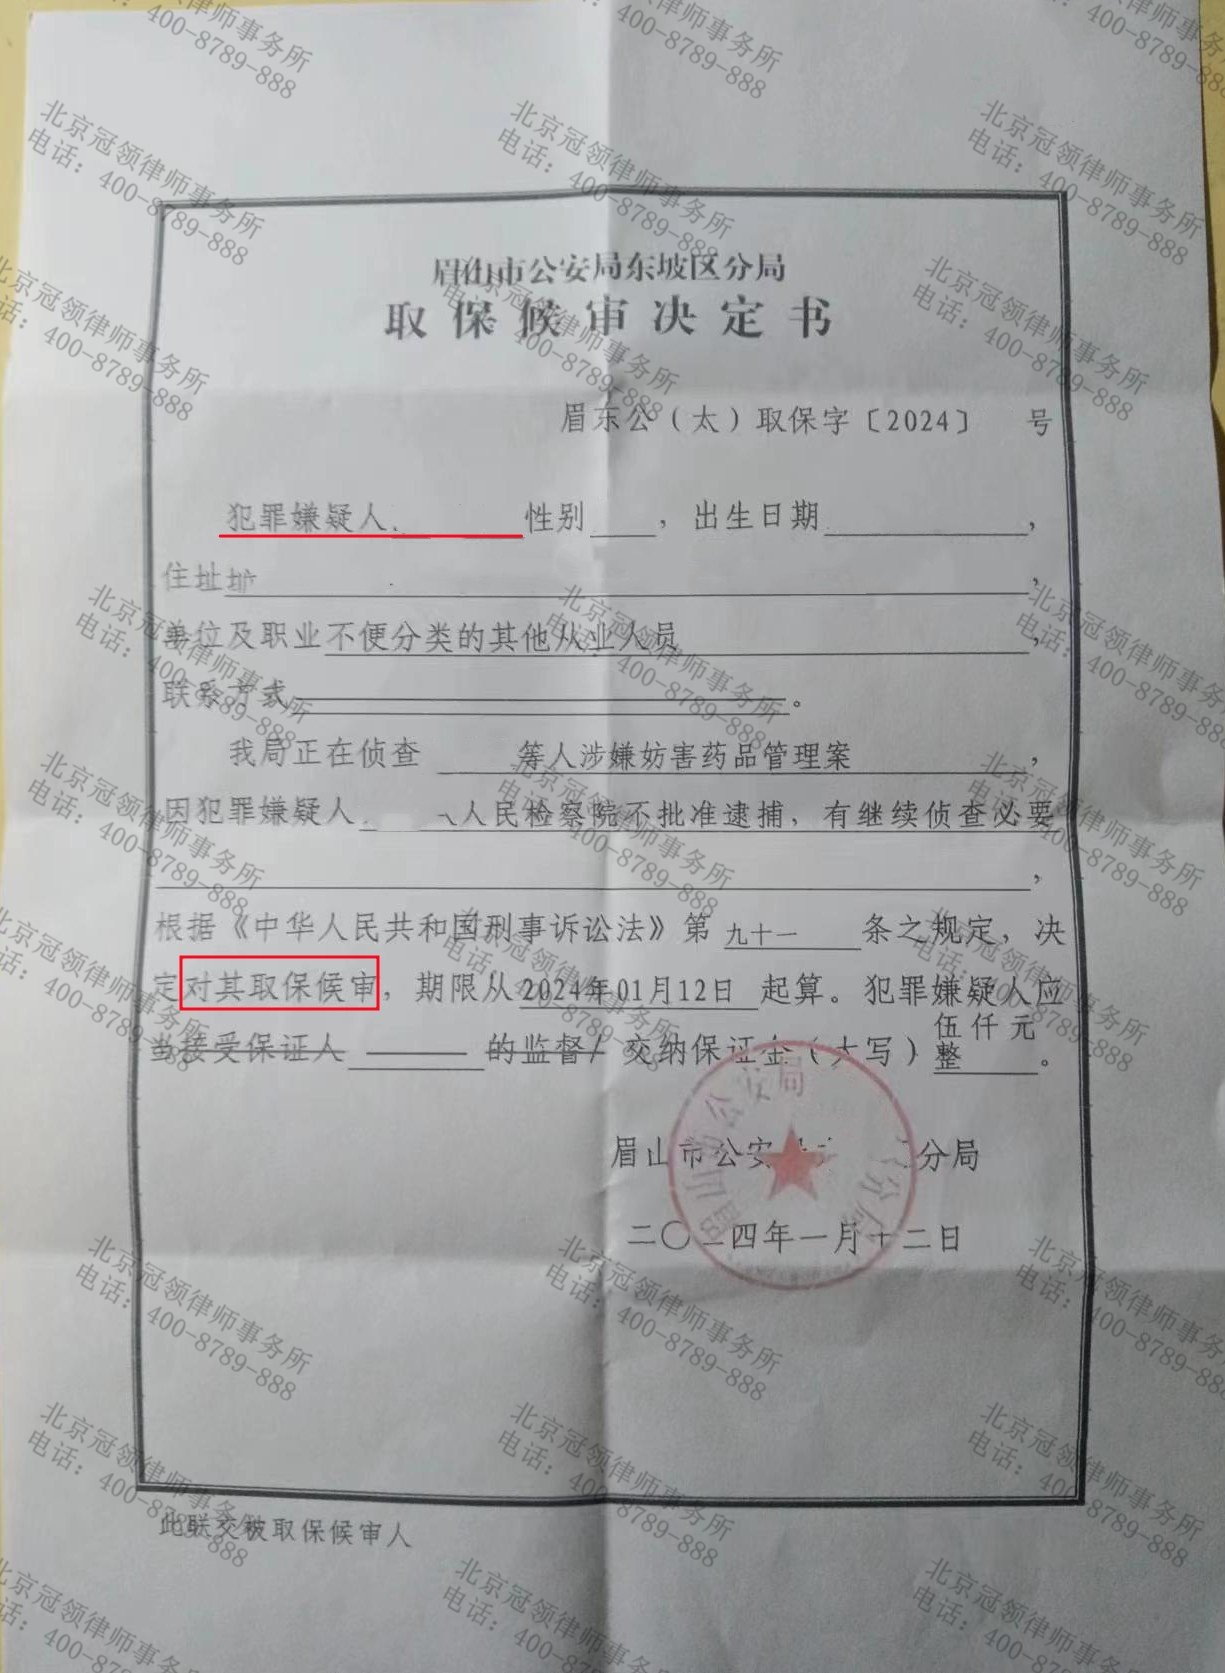 眉山市公安局东坡区分局
取保候审决定书
眉东公（太）取保字〔2024〕 号
犯罪嫌疑人 性别 ，出生日期 ，
住址 ，
单位及职业不便分类的其他从业人员 ，
联系方式 。
我局正在侦查 等人涉嫌妨害药品管理案 ，
因犯罪嫌疑人 人民检察院不批准逮捕，有继续侦查必要
，
根据《中华人民共和国刑事诉讼法》第 九十一 条之规定，决
定对其取保候审，期限从2024年01月12日 起算。犯罪嫌疑人应
当接受保证人 的监督/ 交纳保证金（大写）伍仟元整。
眉山市公安 分局
二〇二四年一月十二日
此联交被取保候审人
北京冠领律师事务所
电话：400-8789-888